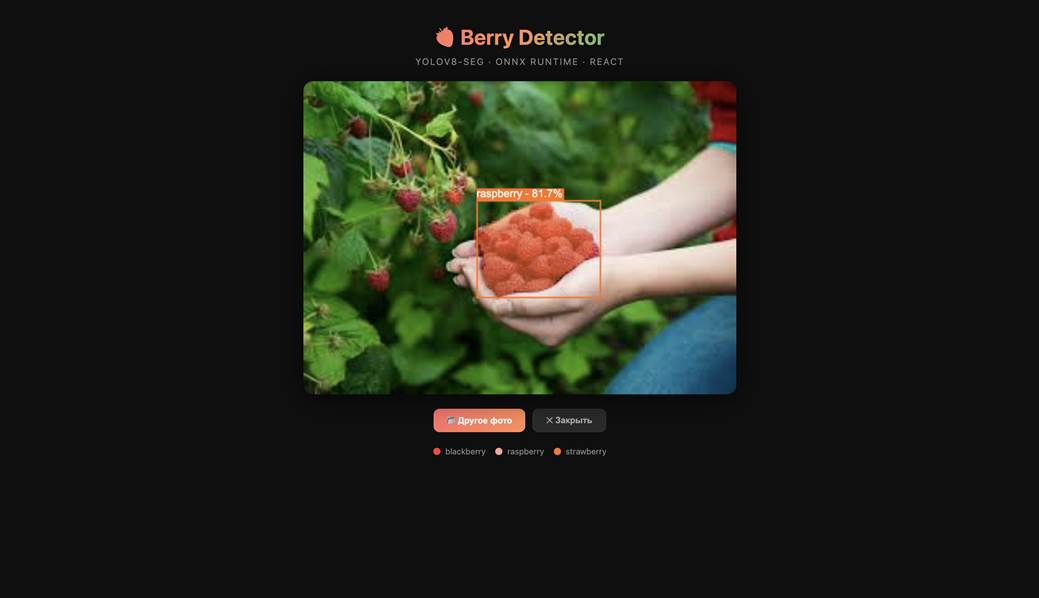 Berry Detector
YOLOV8-SEG · ONNX RUNTIME · REACT
raspberry - 81.7%
Другое фото
✕ Закрыть
blackberry
raspberry
strawberry